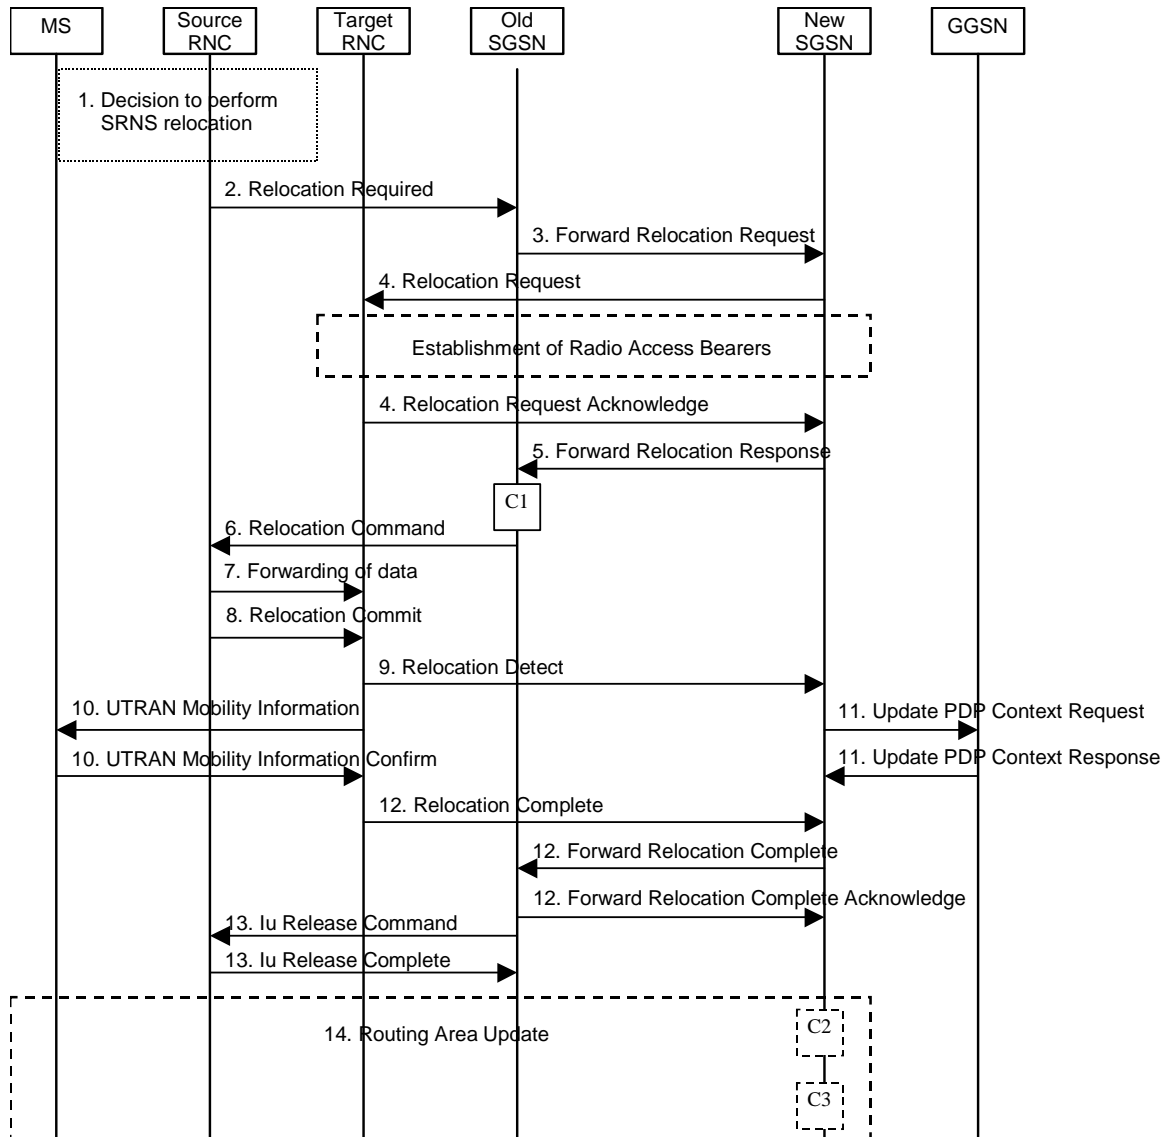 MS
Source
RNC
Target
RNC
Old
SGSN
New
SGSN
GGSN
1. Decision to perform
SRNS relocation
2. Relocation Required
3. Forward Relocation Request
4. Relocation Request
Establishment of Radio Access Bearers
4. Relocation Request Acknowledge
5. Forward Relocation Response
C1
6. Relocation Command
7. Forwarding of data
8. Relocation Commit
9. Relocation Detect
10. UTRAN Mobility Information
11. Update PDP Context Request
10. UTRAN Mobility Information Confirm
11. Update PDP Context Response
12. Relocation Complete
12. Forward Relocation Complete
12. Forward Relocation Complete Acknowledge
13. Iu Release Command
13. Iu Release Complete
14. Routing Area Update
C2
C3